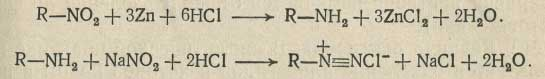 R—NO₂ + 3Zn + 6HCl ⟶ R—NH₂ + 3ZnCl₂ + 2H₂O.
R—NH₂ + NaNO₂ + 2HCl ⟶ R—N⁺≡NCl⁻ + NaCl + 2H₂O.